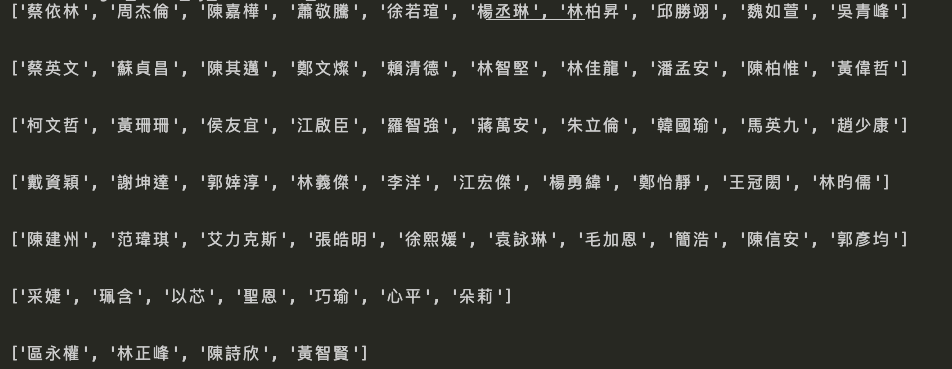 ['蔡依林', '周杰倫', '陳嘉樺', '蕭敬騰', '徐若瑄', '楊丞琳', '林柏昇', '邱勝翊', '魏如萱', '吳青峰']
['蔡英文', '蘇貞昌', '陳其邁', '鄭文燦', '賴清德', '林智堅', '林佳龍', '潘孟安', '陳柏惟', '黃偉哲']
['柯文哲', '黃珊珊', '侯友宜', '江啟臣', '羅智強', '蔣萬安', '朱立倫', '韓國瑜', '馬英九', '趙少康']
['戴資穎', '謝坤達', '郭婞淳', '林義傑', '李洋', '江宏傑', '楊勇緯', '鄭怡靜', '王冠閎', '林昀儒']
['陳建州', '范瑋琪', '艾力克斯', '張皓明', '徐熙媛', '袁詠琳', '毛加恩', '簡浩', '陳信安', '郭彥均']
['采婕', '珮含', '以芯', '聖恩', '巧瑜', '心平', '朵莉']
['區永權', '林正峰', '陳詩欣', '黃智賢']